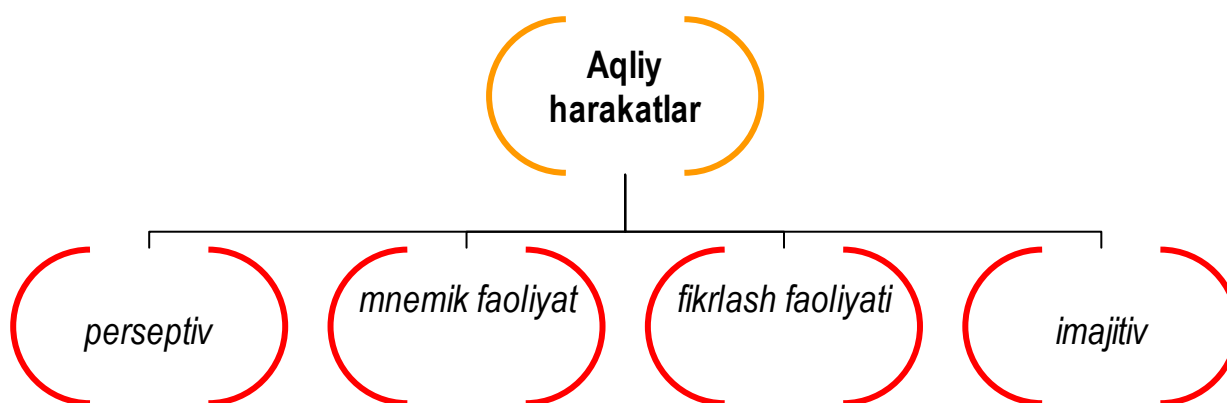 Aqliy
harakatlar
perseptiv
mnemik faoliyat
fikrlash faoliyati
imajitiv